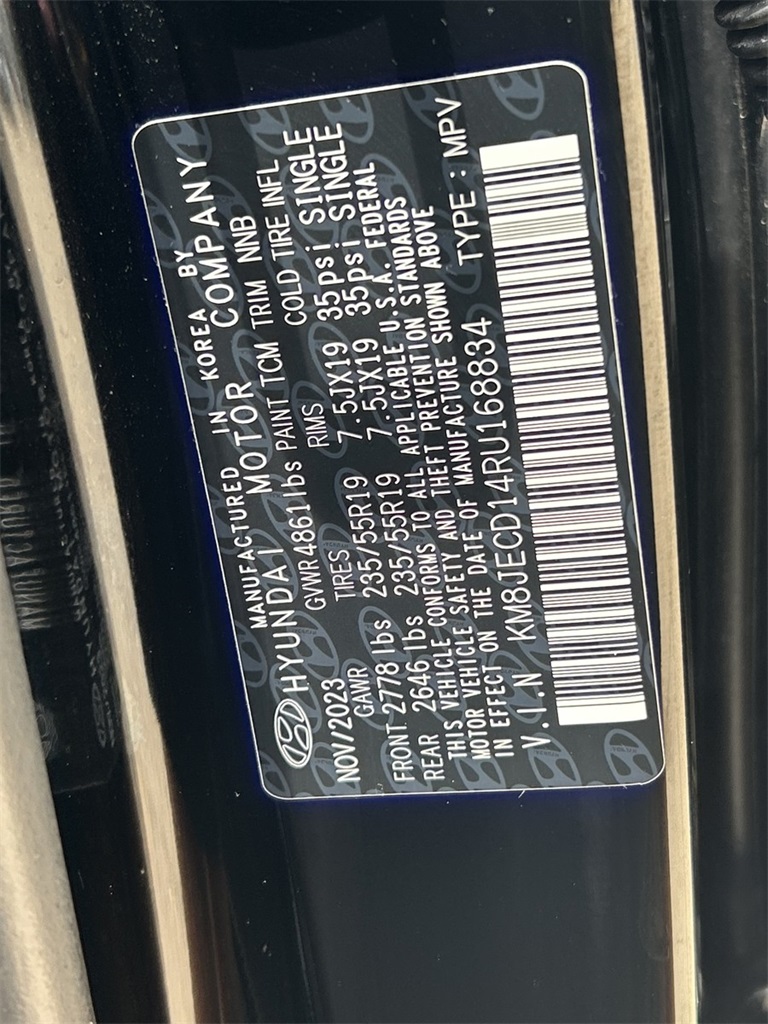 MANUFACTURED IN KOREA BY
HYUNDAI MOTOR COMPANY
NOV/2023 GVWR 4861lbs PAINT TCM TRIM NNB
GAWR TIRES RIMS COLD TIRE INFL
FRONT 2778 lbs 235/55R19 7.5JX19 35psi SINGLE
REAR 2646 lbs 235/55R19 7.5JX19 35psi SINGLE
THIS VEHICLE CONFORMS TO ALL APPLICABLE U.S.A. FEDERAL
MOTOR VEHICLE SAFETY AND THEFT PREVENTION STANDARDS
IN EFFECT ON THE DATE OF MANUFACTURE SHOWN ABOVE
V.I.N KM8JECD14RU168834 TYPE : MPV